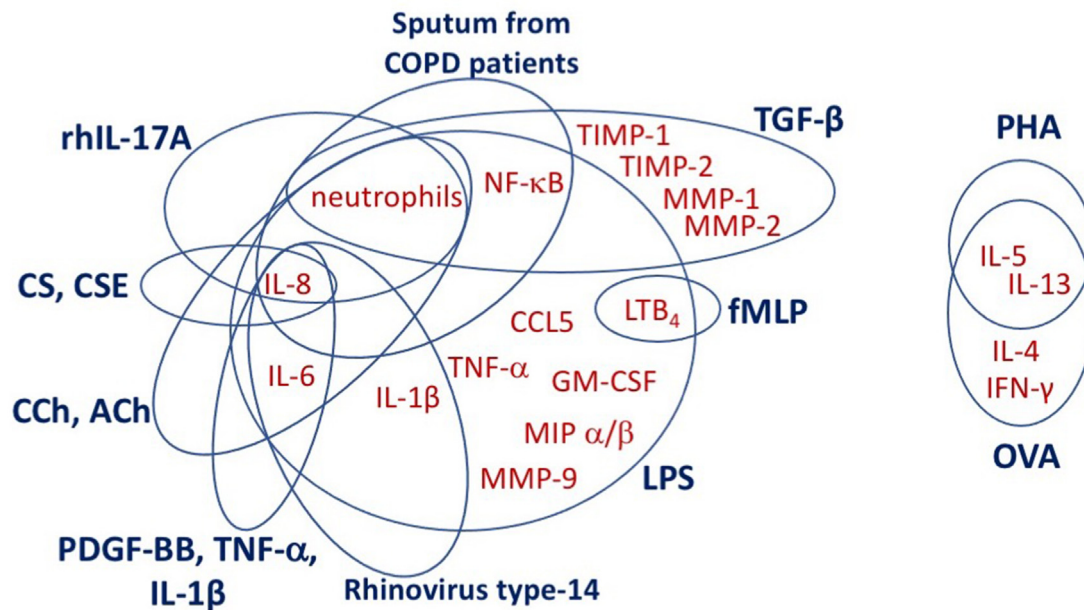 Sputum from
COPD patients
rhIL-17A
TGF-β
PHA
TIMP-1
TIMP-2
MMP-1
MMP-2
neutrophils
NF-κB
IL-5
IL-13
CS, CSE
IL-8
CCL5
LTB₄
fMLP
IL-6
IL-1β
TNF-α
GM-CSF
IL-4
IFN-γ
CCh, ACh
MIP α/β
MMP-9
LPS
OVA
PDGF-BB, TNF-α,
IL-1β
Rhinovirus type-14